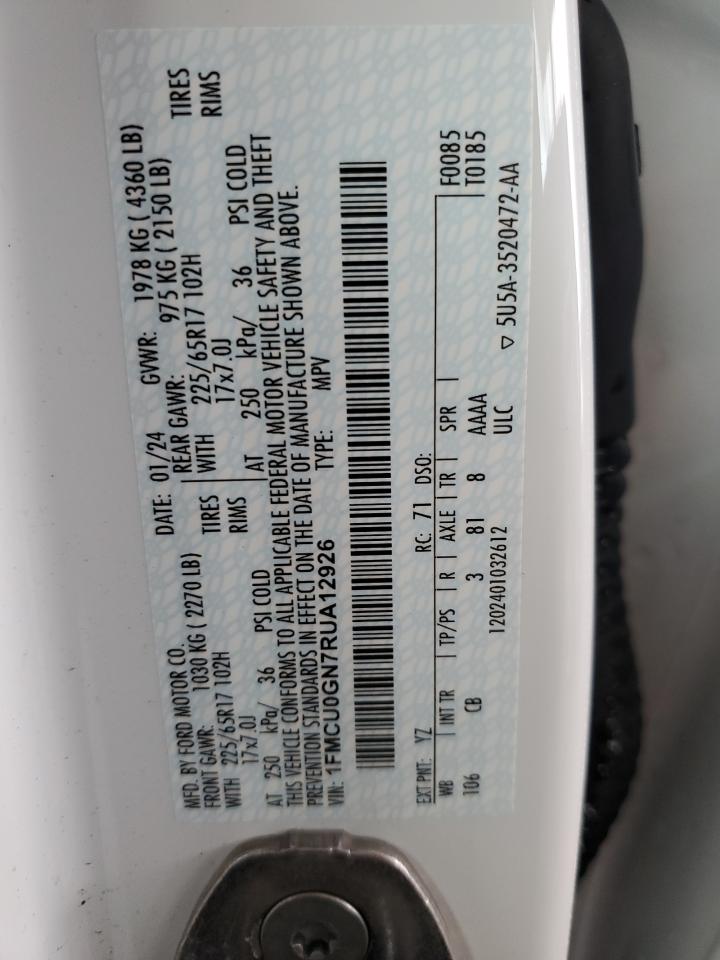 MFD. BY FORD MOTOR CO. DATE: 01/24 GVWR: 1978 KG ( 4360 LB)
FRONT GAWR: 1030 KG ( 2270 LB) REAR GAWR: 975 KG ( 2150 LB)
WITH 225/65R17 102H TIRES WITH 225/65R17 102H TIRES
17x7.0J RIMS 17x7.0J RIMS
AT 250 kPa/ 36 PSI COLD AT 250 kPa/ 36 PSI COLD
THIS VEHICLE CONFORMS TO ALL APPLICABLE FEDERAL MOTOR VEHICLE SAFETY AND THEFT
PREVENTION STANDARDS IN EFFECT ON THE DATE OF MANUFACTURE SHOWN ABOVE.
VIN: 1FMCU0GN7RUA12926 TYPE: MPV
EXT PNT: YZ RC: 71 DSO:
WB INT TR TP/PS R AXLE TR SPR F0085
106 CB 3 81 8 AAAA T0185
1202401032612 ULC
▽ 5U5A-3520472-AA